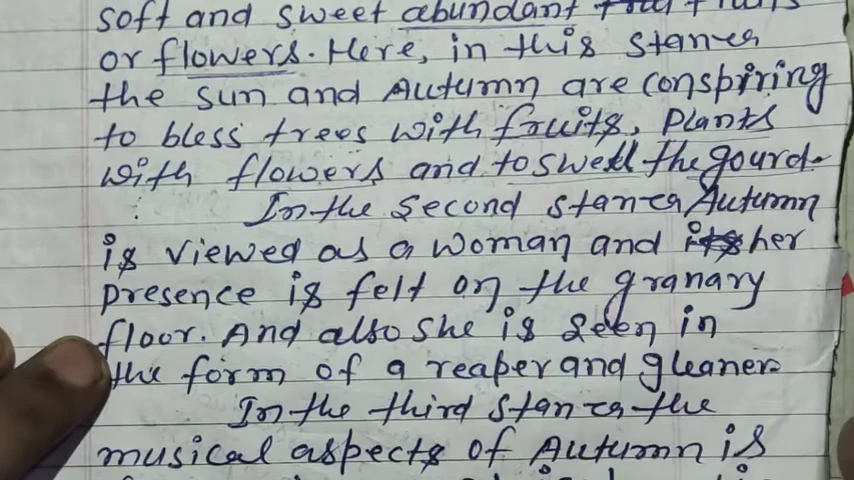 soft and sweet abundant fruits
or flowers. Here, in this stanza
the sun and Autumn are conspiring
to bless trees with fruits, plants
with flowers and to swell the gourd.
In the second stanza Autumn
is viewed as a woman and its her
presence is felt on the granary
floor. And also she is seen in
the form of a reaper and gleaner
In the third stanza the
musical aspects of Autumn is